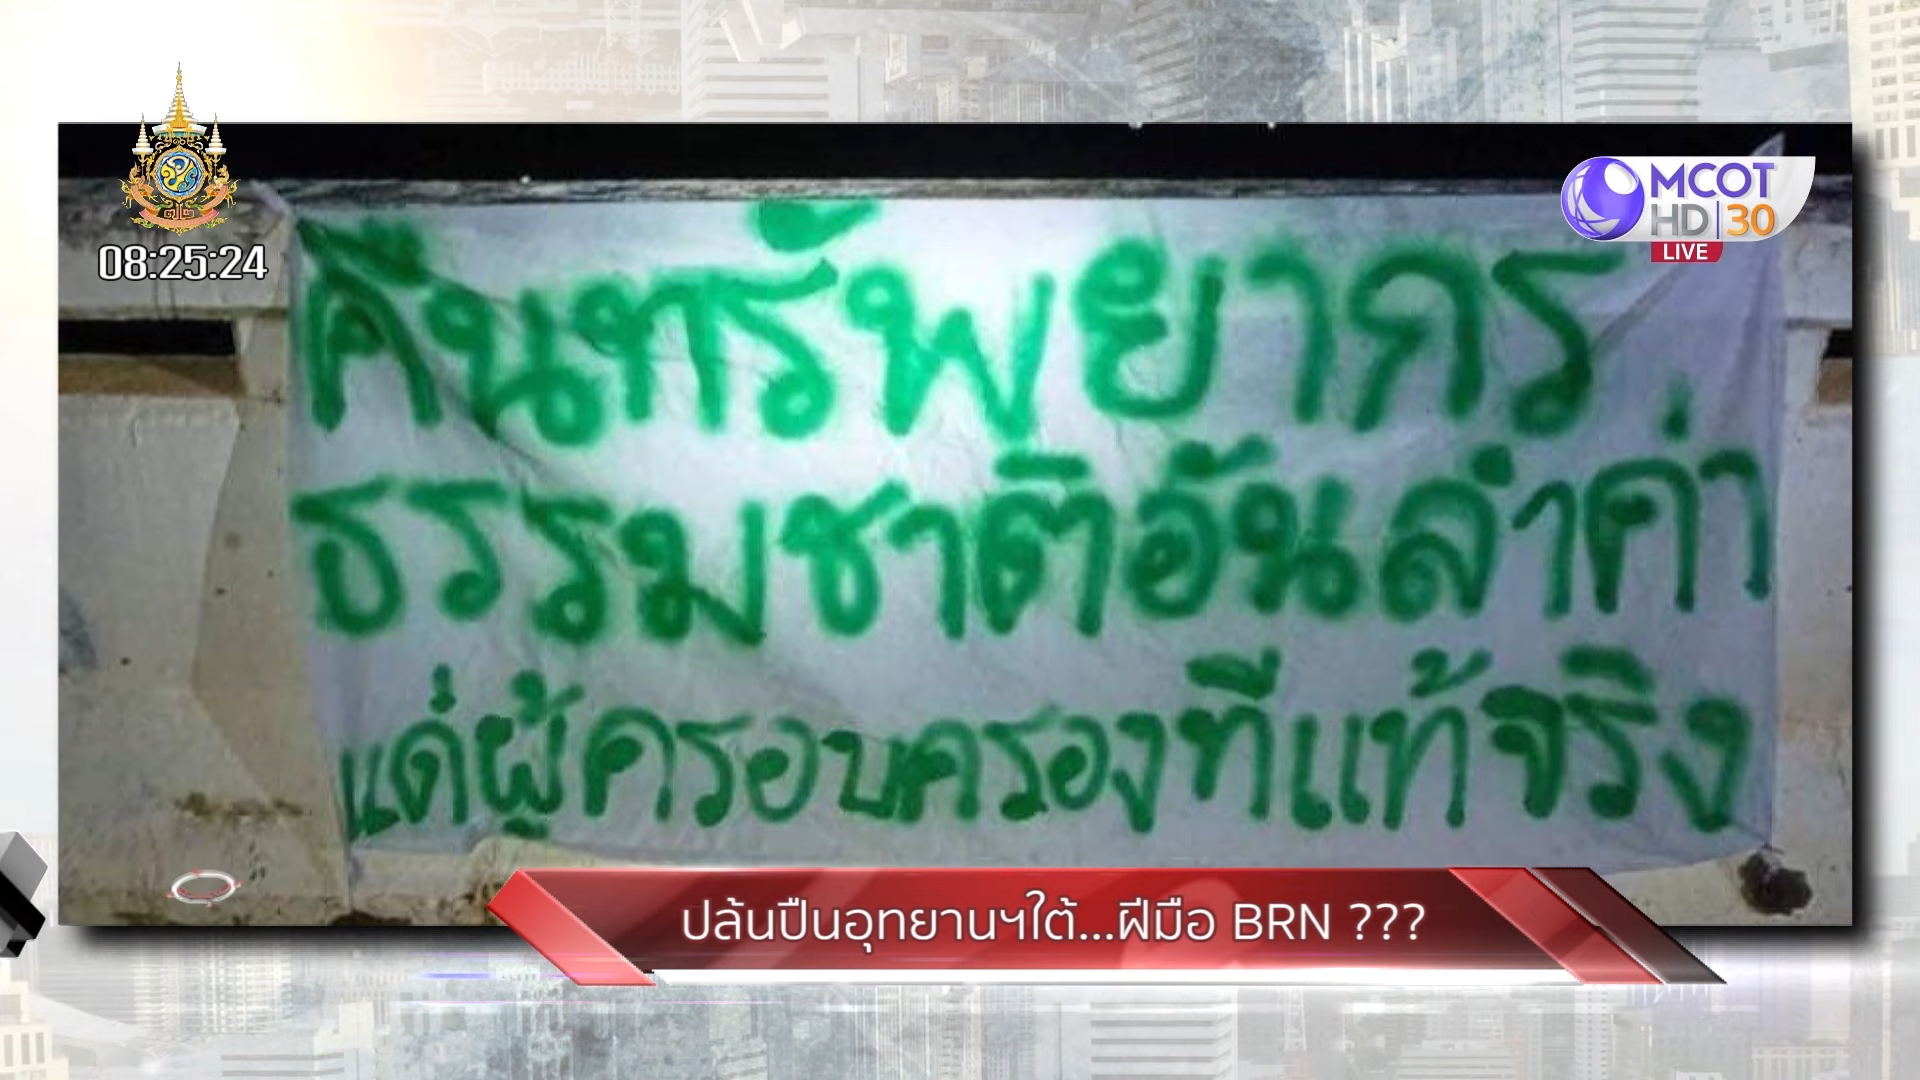 08:25:24
MCOT
HD 30
LIVE
คืนทรัพยากร
ธรรมชาติอันล้ำค่า
แด่ผู้ครอบครองที่แท้จริง
ปล้นปืนอุทยานฯใต้...ฝีมือ BRN ???